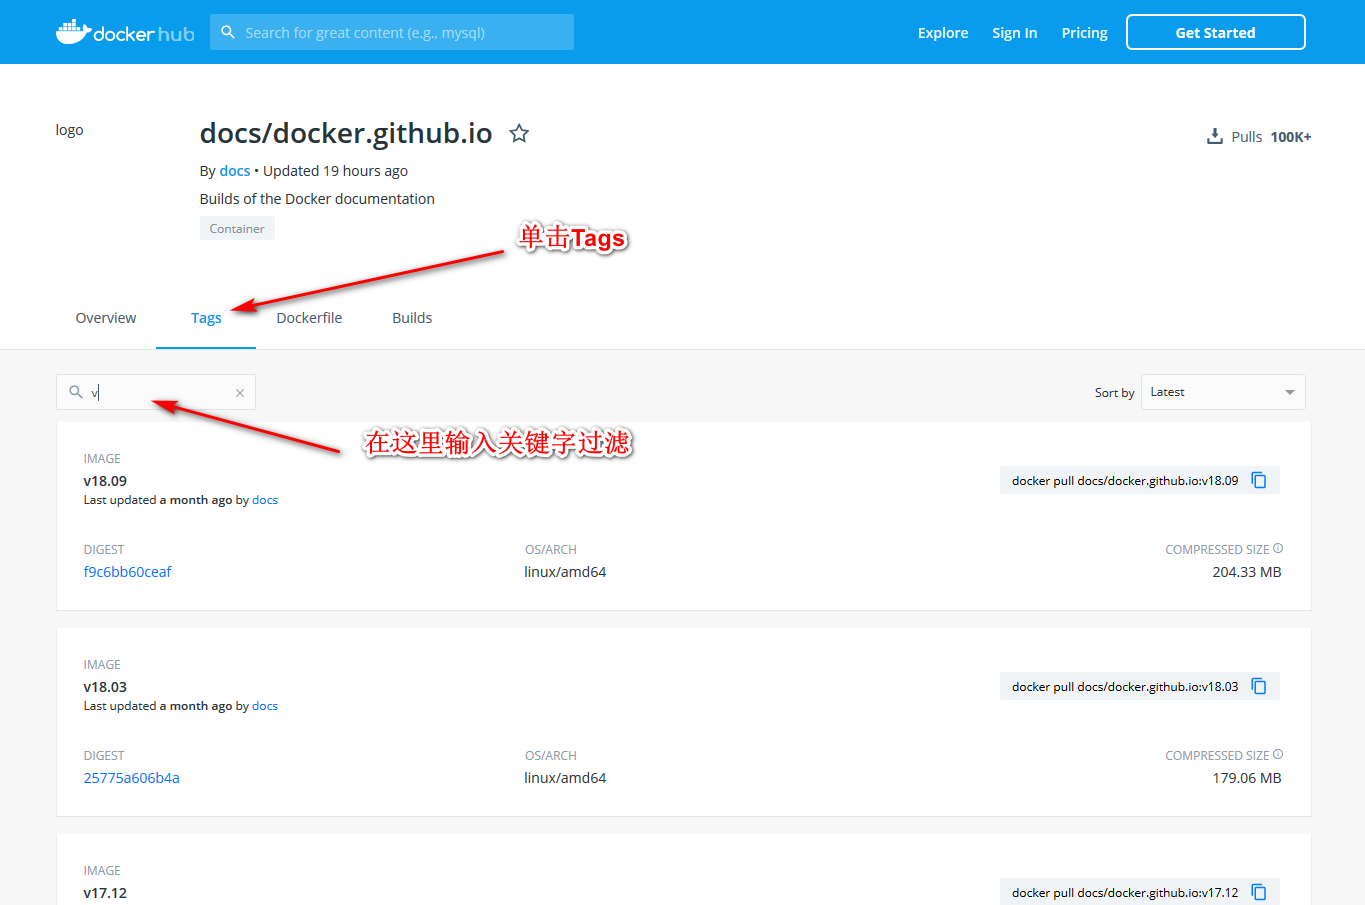 docker hub Search for great content (e.g., mysql) Explore Sign In Pricing Get Started
logo
docs/docker.github.io
Pulls 100K+
By docs • Updated 19 hours ago
Builds of the Docker documentation
Container
单击Tags
Overview Tags Dockerfile Builds
v
Sort by Latest
在这里输入关键字过滤
IMAGE
v18.09
docker pull docs/docker.github.io:v18.09
Last updated a month ago by docs
DIGEST OS/ARCH COMPRESSED SIZE
f9c6bb60ceaf linux/amd64 204.33 MB
IMAGE
v18.03
docker pull docs/docker.github.io:v18.03
Last updated a month ago by docs
DIGEST OS/ARCH COMPRESSED SIZE
25775a606b4a linux/amd64 179.06 MB
IMAGE
v17.12
docker pull docs/docker.github.io:v17.12